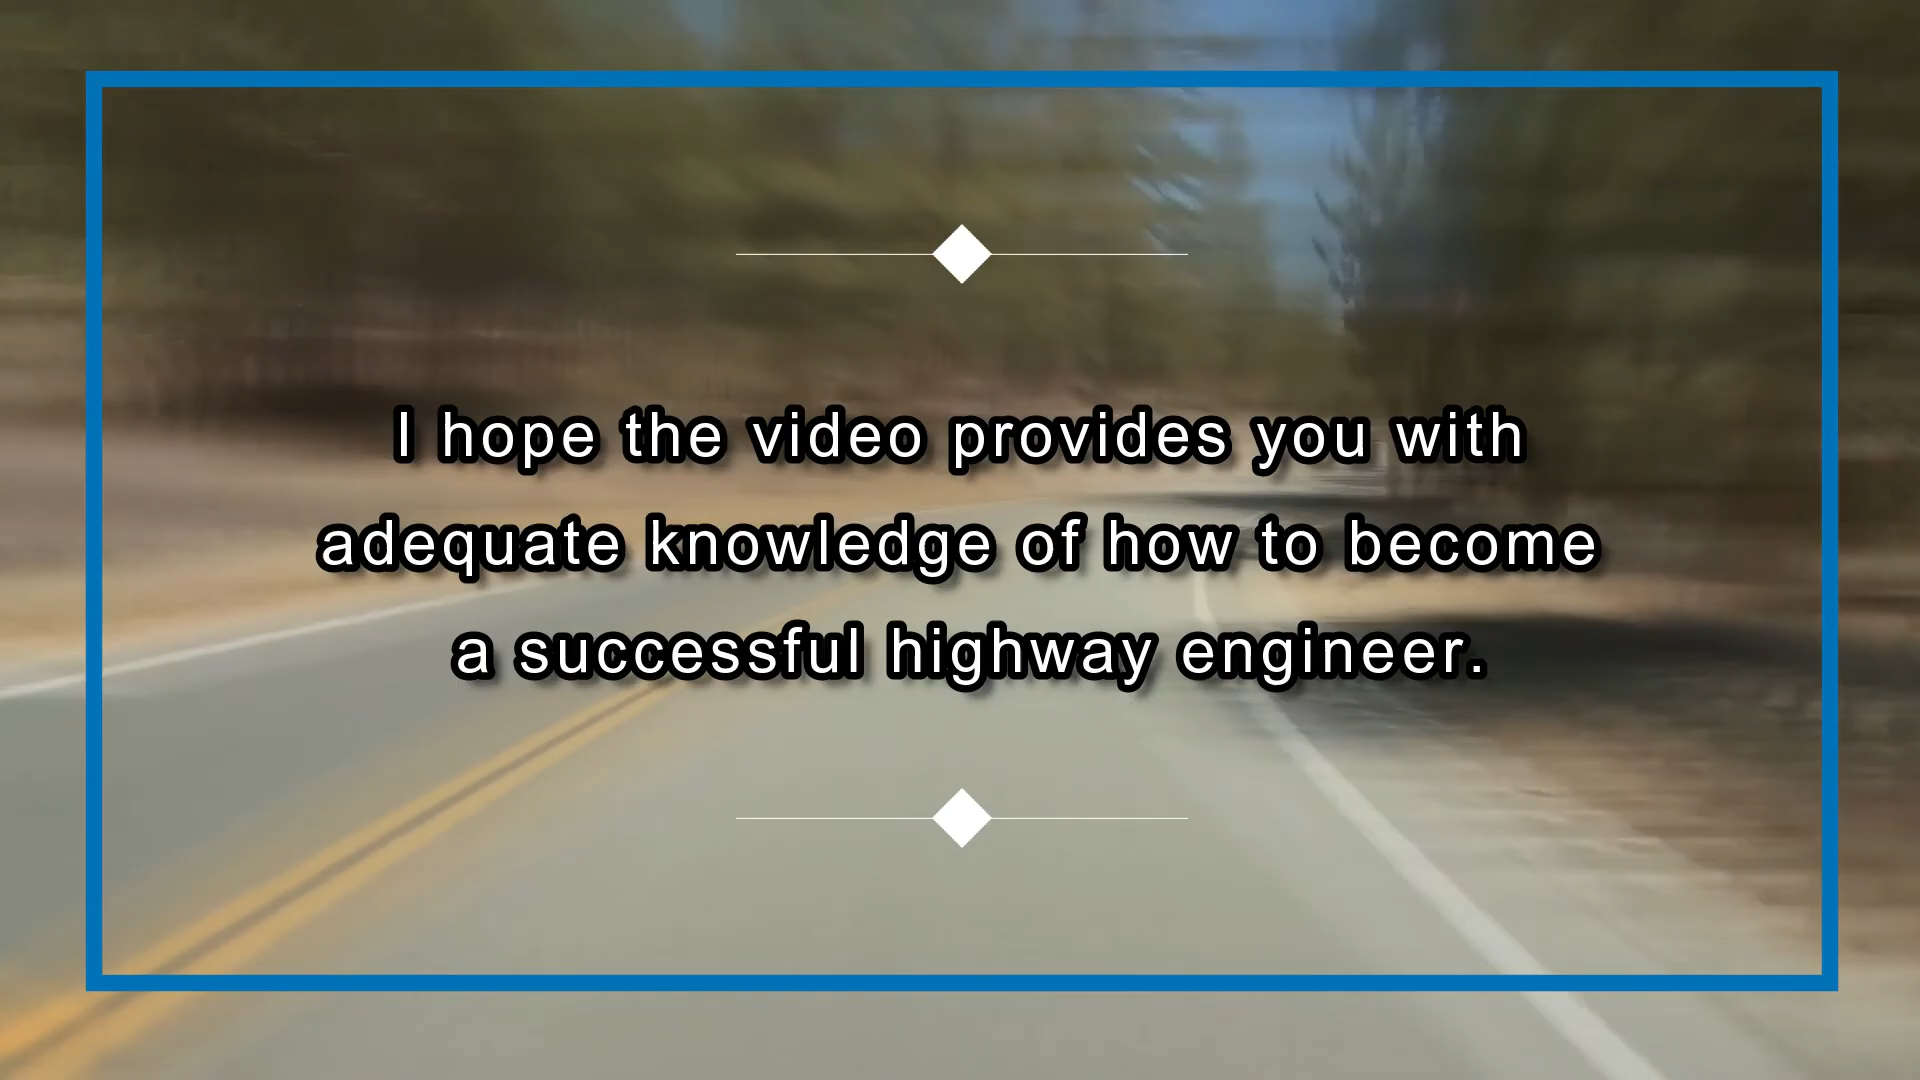 I hope the video provides you with
adequate knowledge of how to become
a successful highway engineer.